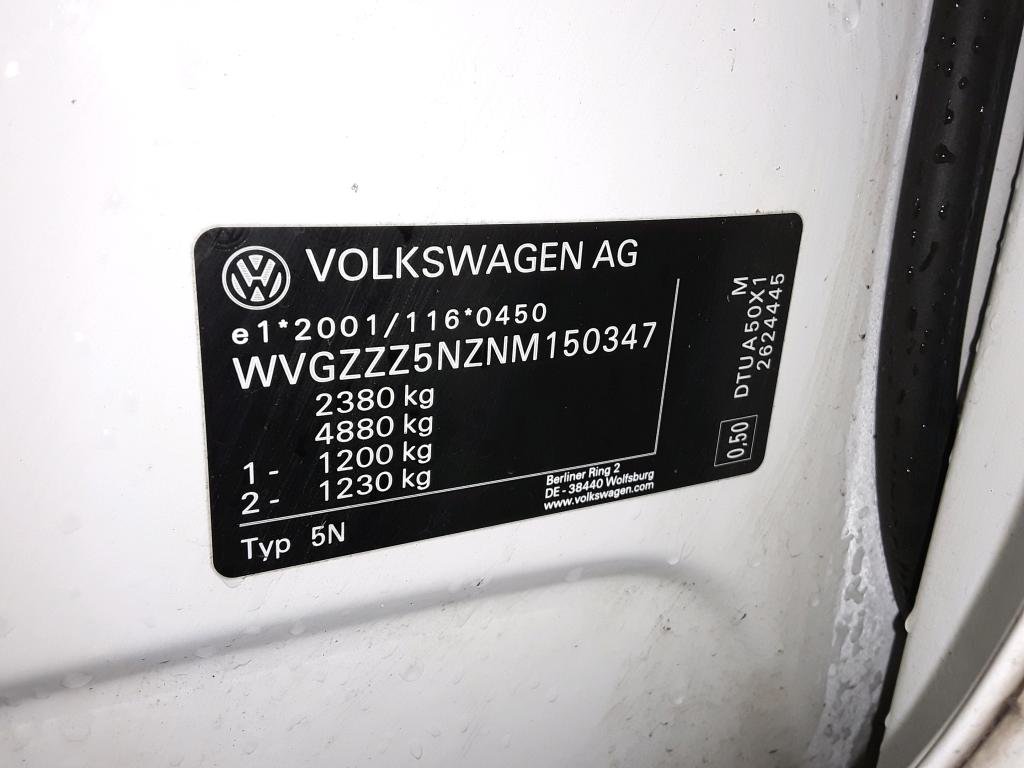 VOLKSWAGEN AG
e1*2001/116*0450
WVGZZZ5NZNM150347
2380 kg
4880 kg
1- 1200 kg
2- 1230 kg
Berliner Ring 2
DE - 38440 Wolfsburg
www.volkswagen.com
Typ 5N
M
DTUA50X1
2624445
0,50